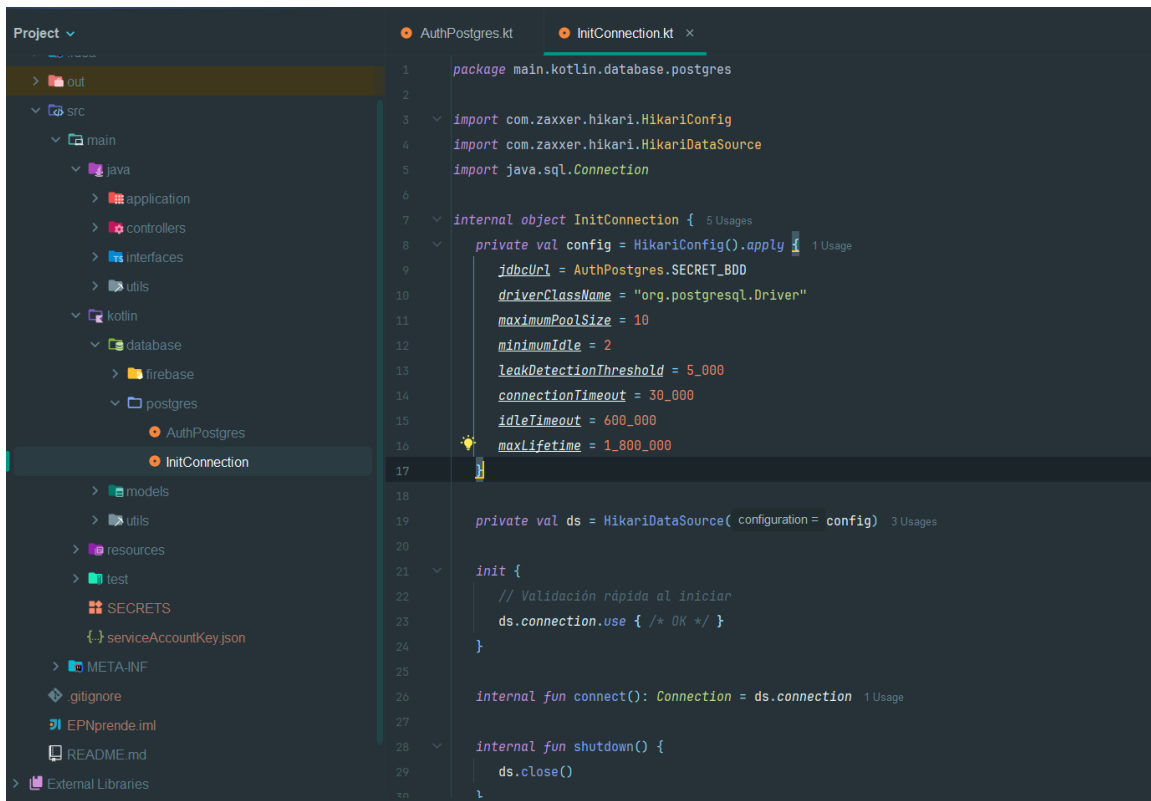 Project
.idea
out
src
main
java
application
controllers
interfaces
utils
kotlin
database
firebase
postgres
AuthPostgres
InitConnection
models
utils
resources
test
SECRETS
{..} serviceAccountKey.json
META-INF
.gitignore
EPNprende.iml
README.md
External Libraries
AuthPostgres.kt InitConnection.kt ×
1 package main.kotlin.database.postgres
2
3 import com.zaxxer.hikari.HikariConfig
4 import com.zaxxer.hikari.HikariDataSource
5 import java.sql.Connection
6
7 internal object InitConnection { 5 Usages
8 private val config = HikariConfig().apply { 1 Usage
9 jdbcUrl = AuthPostgres.SECRET_BDD
10 driverClassName = "org.postgresql.Driver"
11 maximumPoolSize = 10
12 minimumIdle = 2
13 leakDetectionThreshold = 5_000
14 connectionTimeout = 30_000
15 idleTimeout = 600_000
16 maxLifetime = 1_800_000
17 }
18
19 private val ds = HikariDataSource( configuration = config) 3 Usages
20
21 init {
22 // Validación rápida al iniciar
23 ds.connection.use { /* OK */ }
24 }
25
26 internal fun connect(): Connection = ds.connection 1 Usage
27
28 internal fun shutdown() {
29 ds.close()
30 }